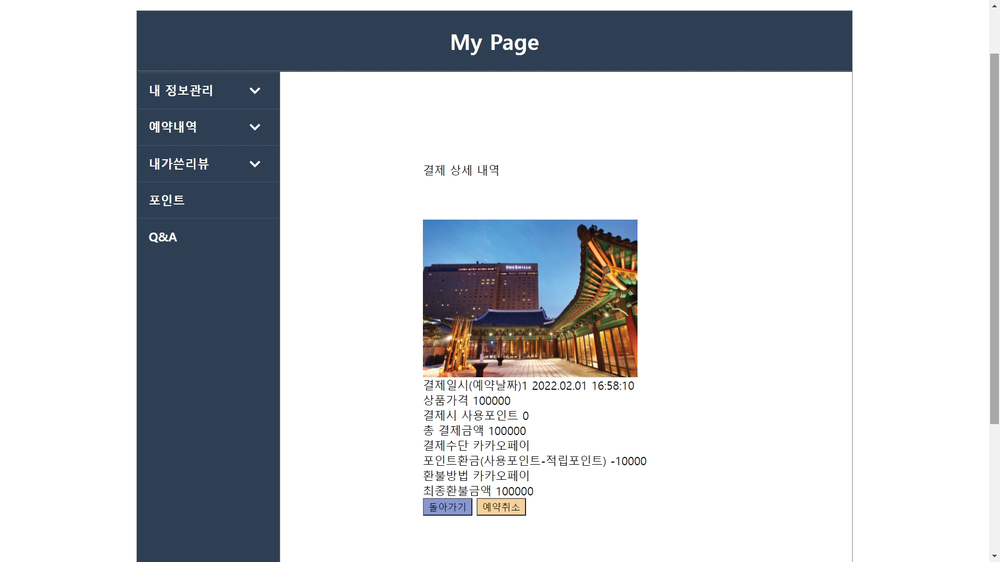 My Page
내 정보관리
예약내역
내가쓴리뷰
포인트
Q&A
결제 상세 내역
THE SHILLA
결제일시(예약날짜)1 2022.02.01 16:58:10
상품가격 100000
결제시 사용포인트 0
총 결제금액 100000
결제수단 카카오페이
포인트환금(사용포인트-적립포인트) -10000
환불방법 카카오페이
최종환불금액 100000
돌아가기 예약취소